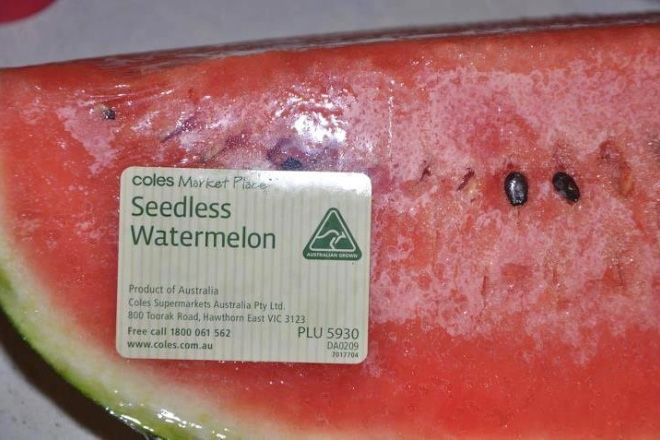 coles Market Place
Seedless
Watermelon
AUSTRALIAN GROWN
Product of Australia
Coles Supermarkets Australia Pty Ltd.
800 Toorak Road, Hawthorn East VIC 3123
Free call 1800 061 562
PLU 5930
www.coles.com.au
DA0209
7017704